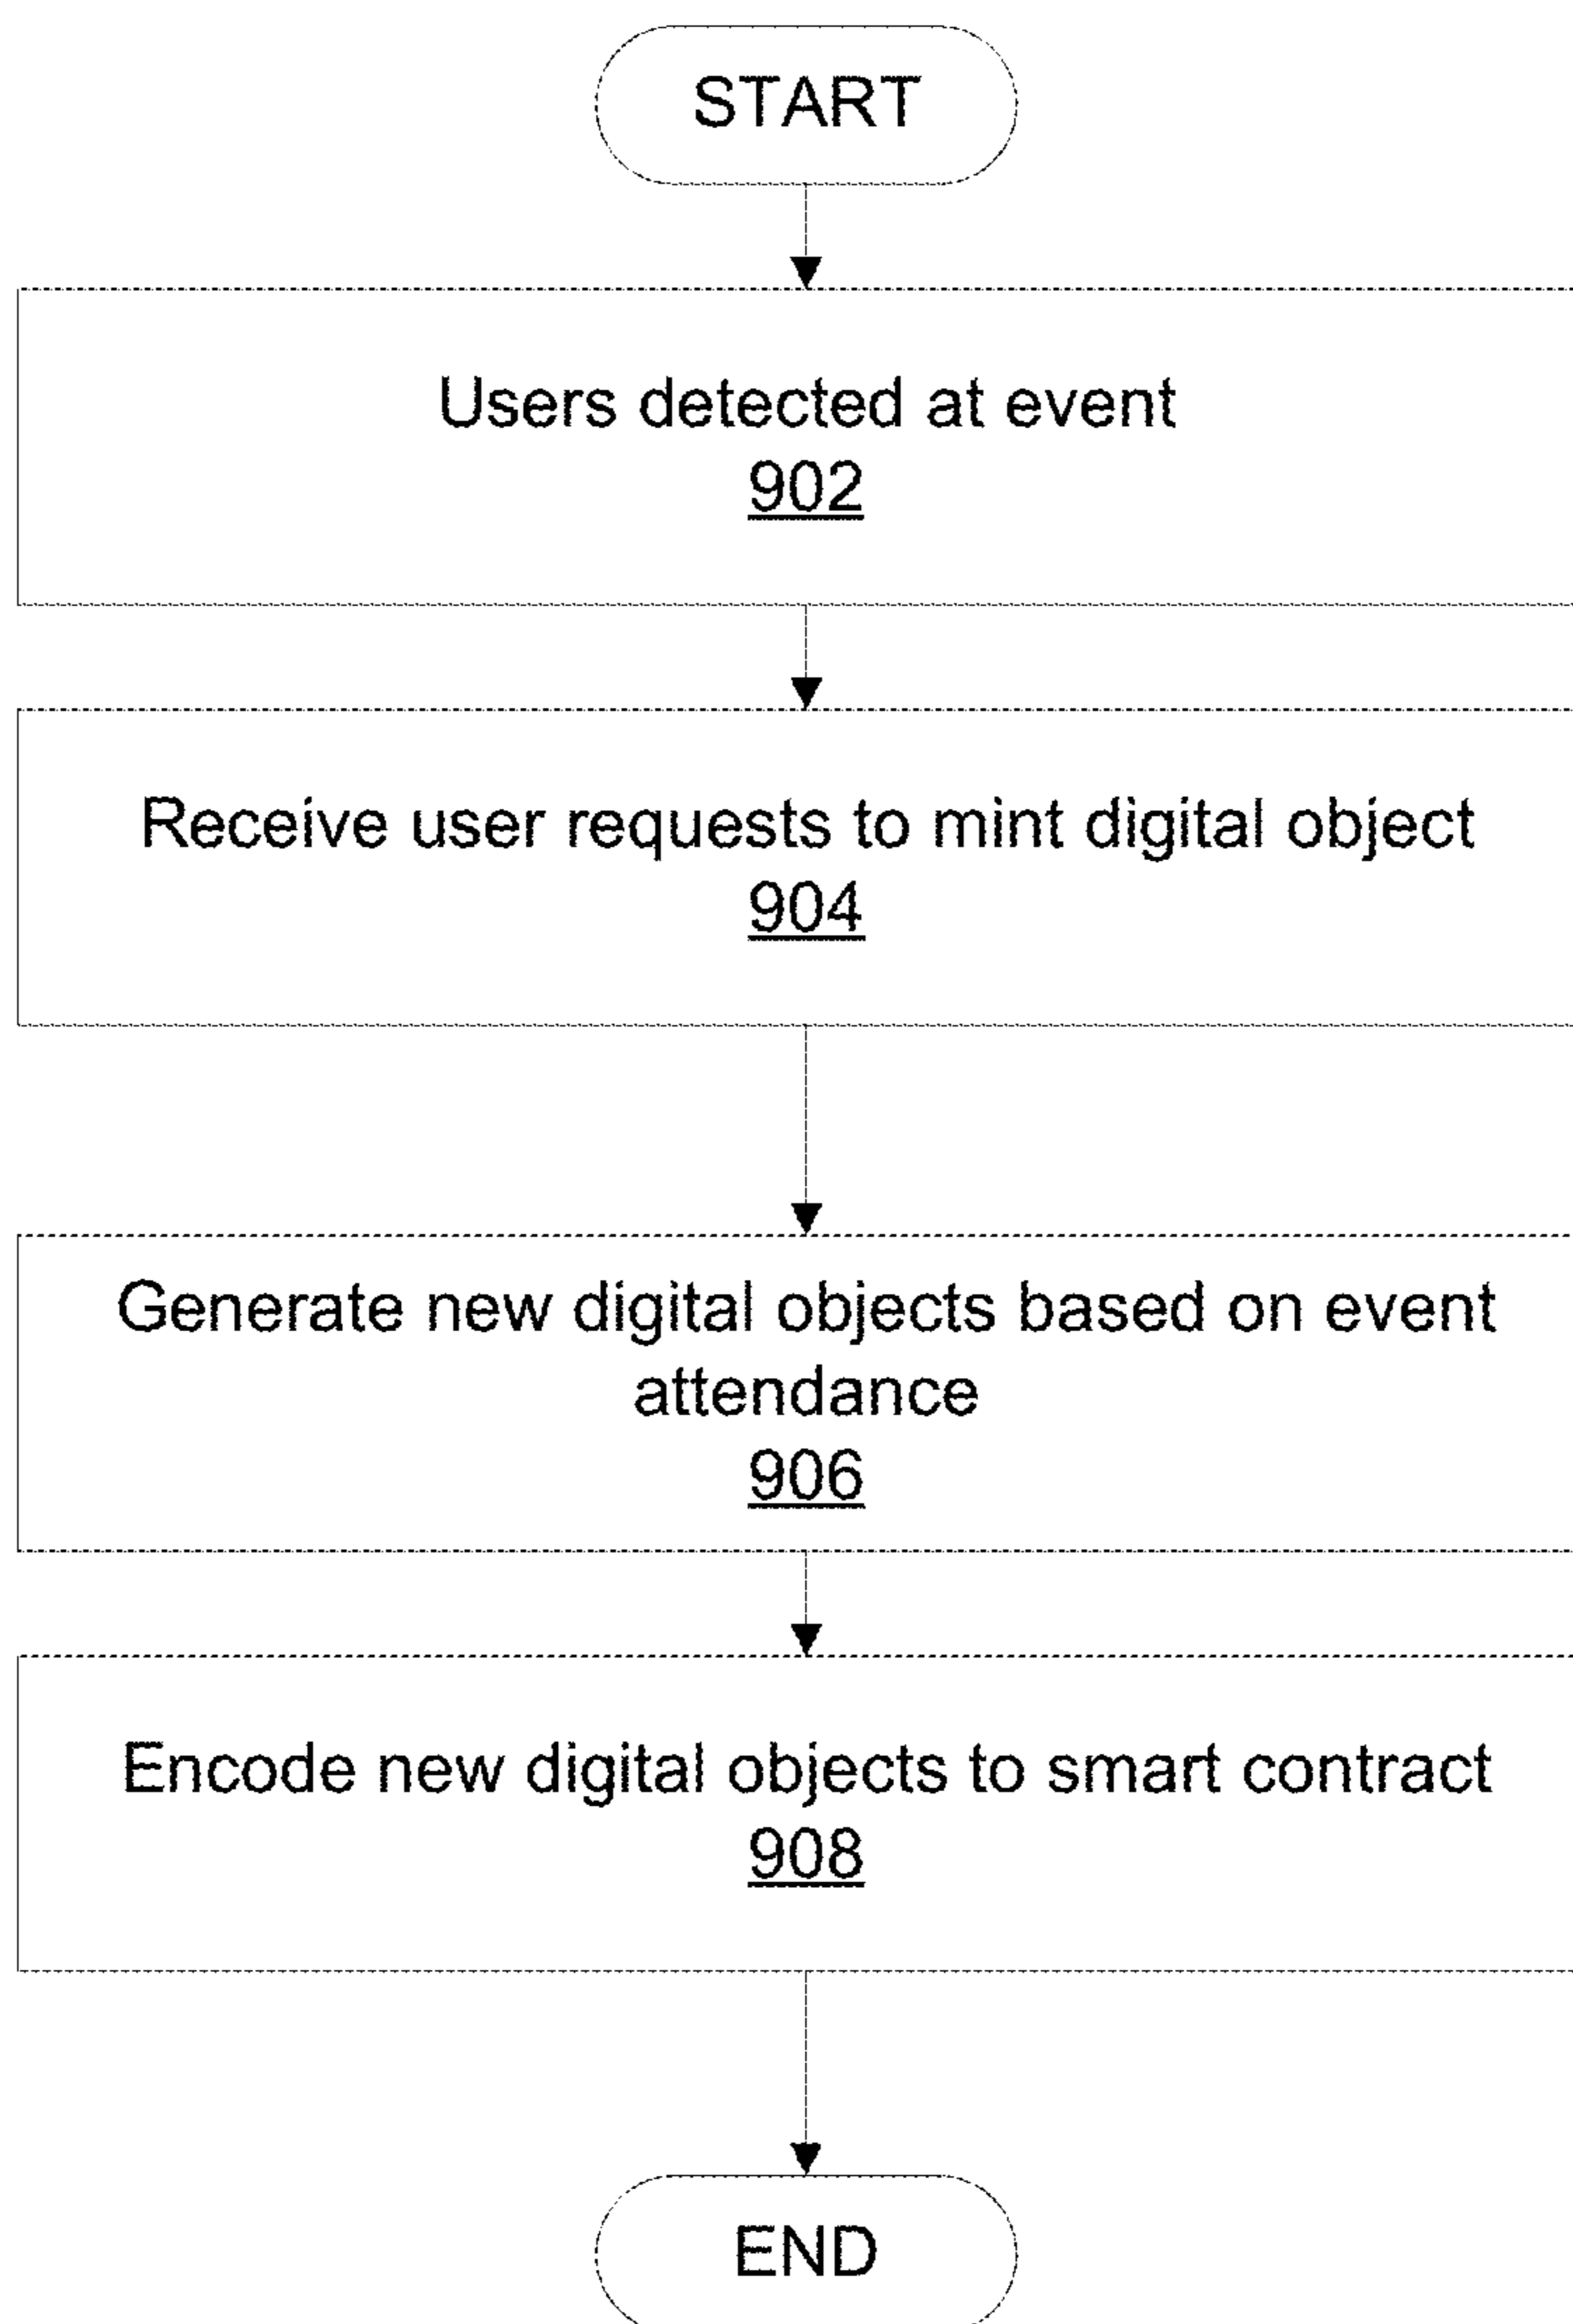 START
Users detected at event
902
Receive user requests to mint digital object
904
Generate new digital objects based on event
attendance
906
Encode new digital objects to smart contract
908
END